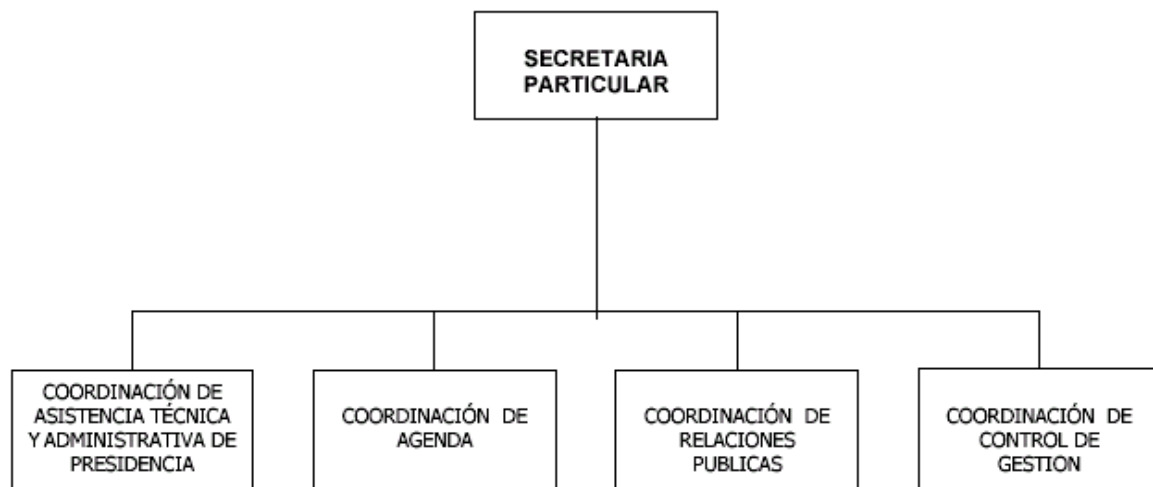 SECRETARIA
PARTICULAR
COORDINACIÓN DE
ASISTENCIA TÉCNICA
Y ADMINISTRATIVA DE
PRESIDENCIA
COORDINACIÓN DE
AGENDA
COORDINACIÓN DE
RELACIONES
PUBLICAS
COORDINACIÓN DE
CONTROL DE
GESTION